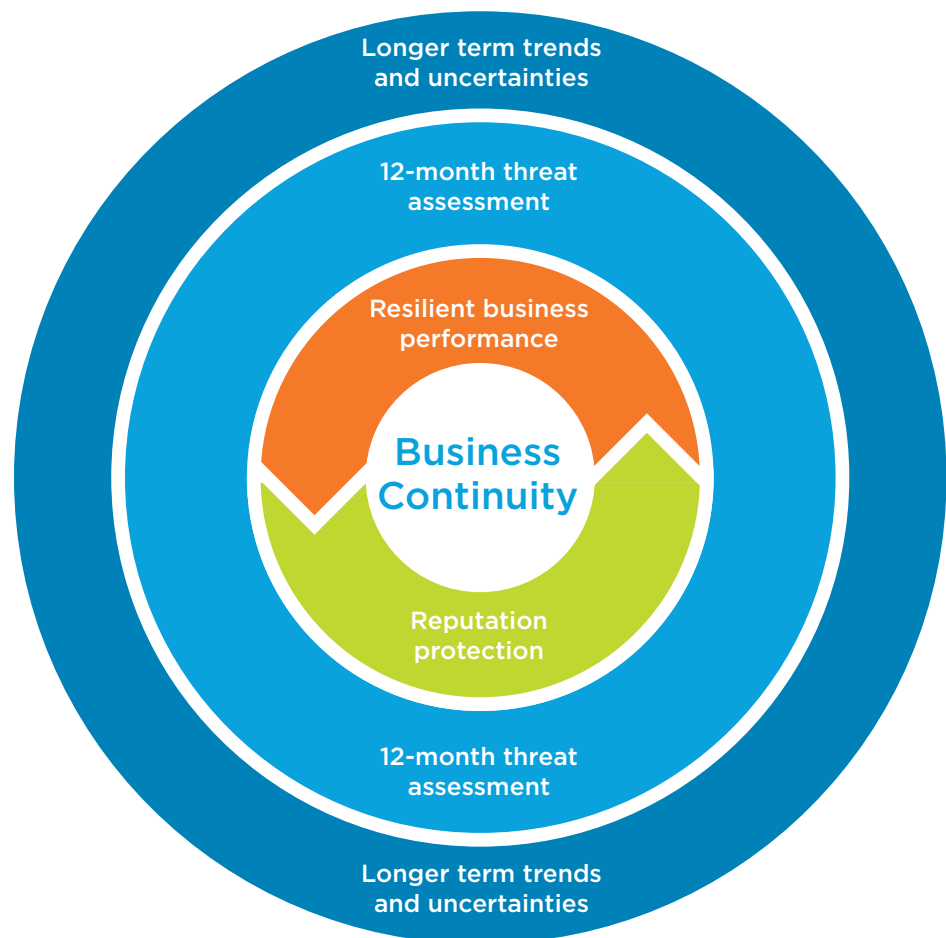 Longer term trends
and uncertainties
12-month threat
assessment
Resilient business
performance
Business
Continuity
Reputation
protection
12-month threat
assessment
Longer term trends
and uncertainties